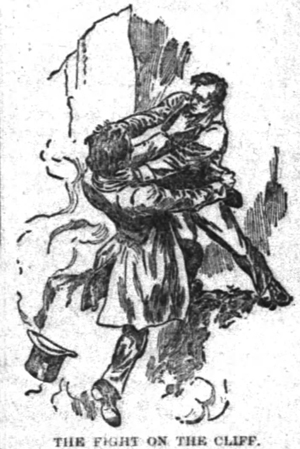 THE FIGHT ON THE CLIFF.